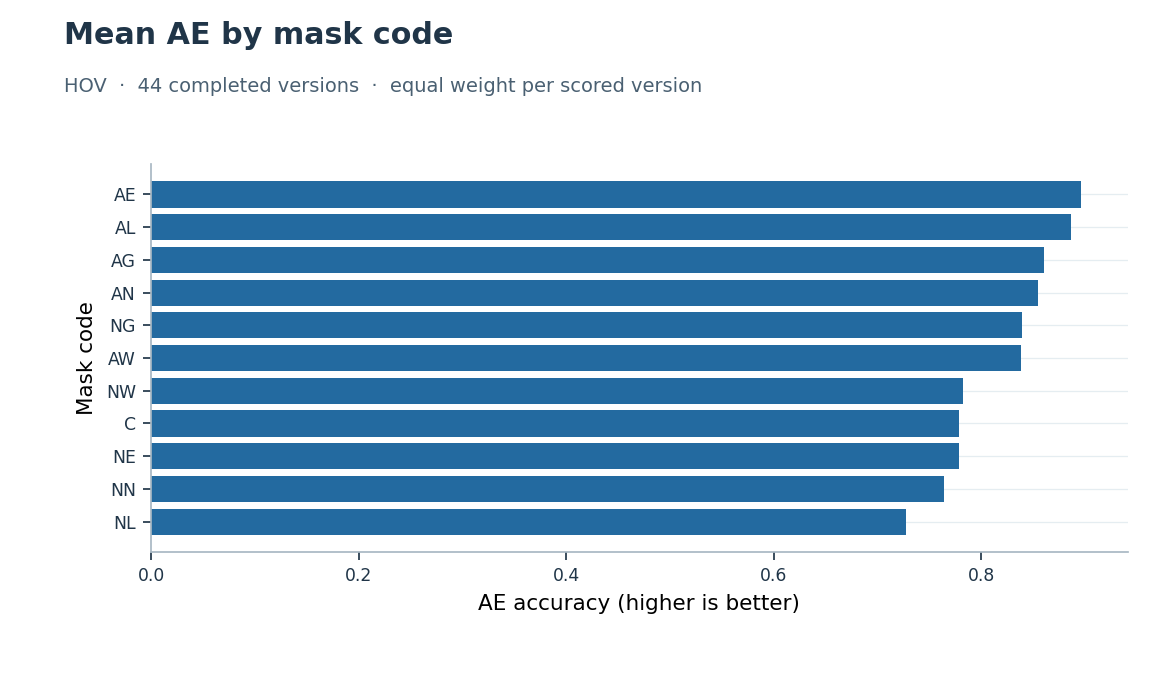 Mean AE by mask code
HOV · 44 completed versions · equal weight per scored version
Mask code
AE
AL
AG
AN
NG
AW
NW
C
NE
NN
NL
0.0 0.2 0.4 0.6 0.8
AE accuracy (higher is better)